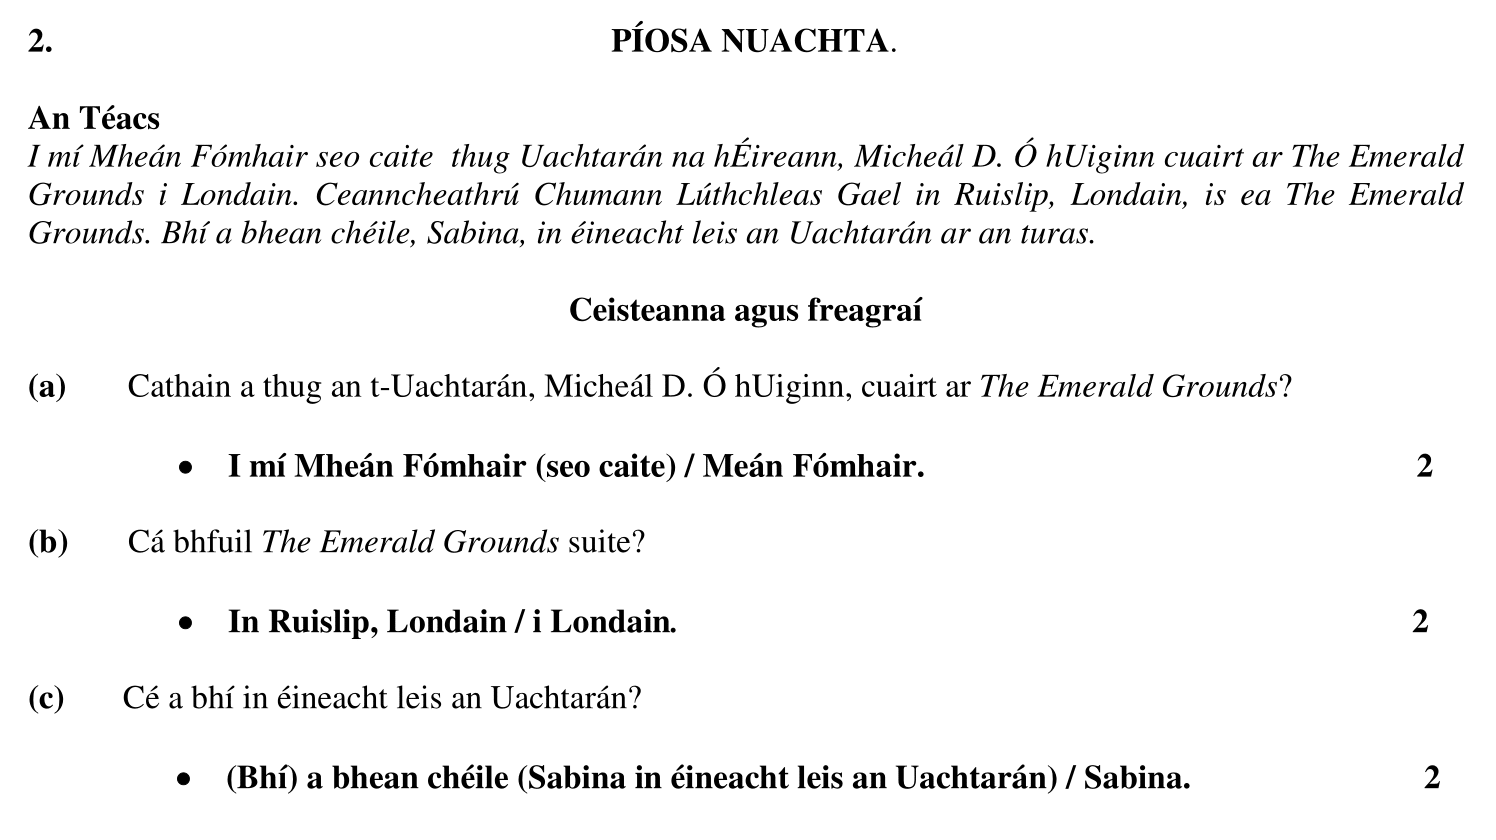 2. PÍOSA NUACHTA.
An Téacs
I mí Mheán Fómhair seo caite thug Uachtarán na hÉireann, Micheál D. Ó hUiginn cuairt ar The Emerald
Grounds i Londain. Ceanncheathrú Chumann Lúthchleas Gael in Ruislip, Londain, is ea The Emerald
Grounds. Bhí a bhean chéile, Sabina, in éineacht leis an Uachtarán ar an turas.
Ceisteanna agus freagraí
(a) Cathain a thug an t-Uachtarán, Micheál D. Ó hUiginn, cuairt ar The Emerald Grounds?
• I mí Mheán Fómhair (seo caite) / Meán Fómhair. 2
(b) Cá bhfuil The Emerald Grounds suite?
• In Ruislip, Londain / i Londain. 2
(c) Cé a bhí in éineacht leis an Uachtarán?
• (Bhí) a bhean chéile (Sabina in éineacht leis an Uachtarán) / Sabina. 2